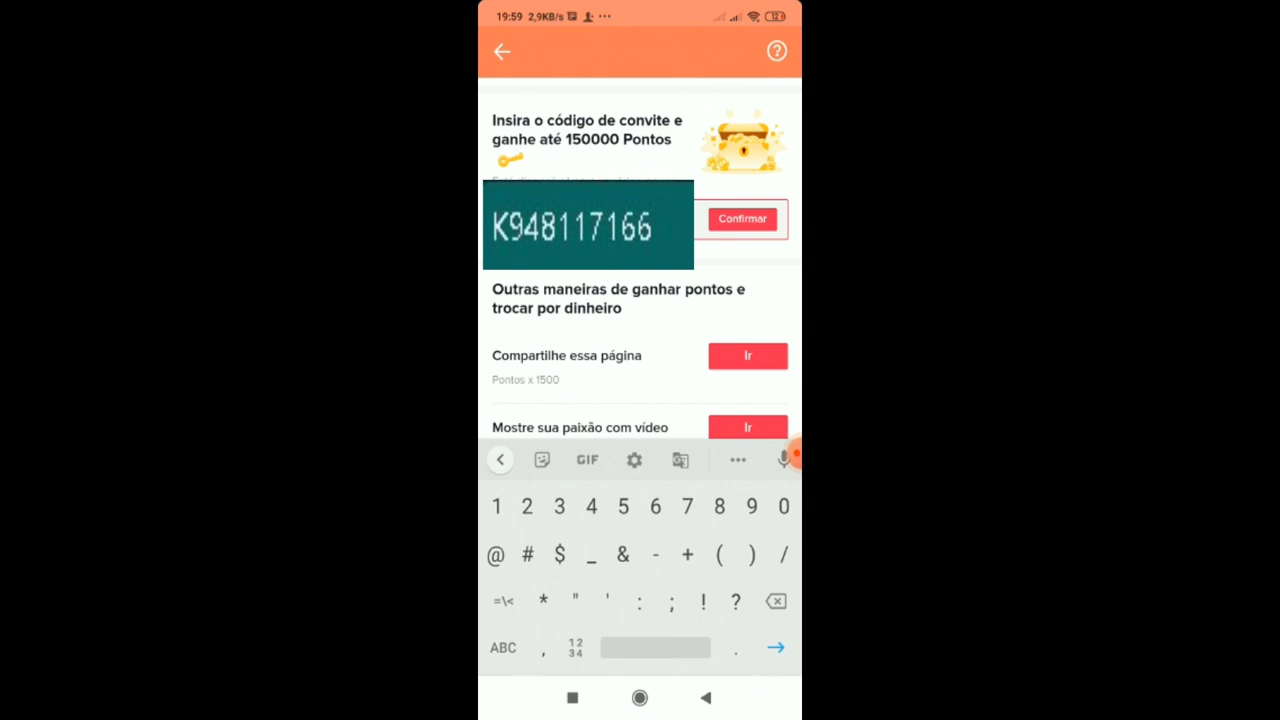 19:59 2,9KB/s ... 12
Insira o código de convite e
ganhe até 150000 Pontos
K948117166
Confirmar
Outras maneiras de ganhar pontos e
trocar por dinheiro
Compartilhe essa página
Ir
Pontos x 1500
Mostre sua paixão com vídeo
Ir
GIF
1 2 3 4 5 6 7 8 9 0
@ # $ _ & - + ( ) /
=\< * " ' : ; ! ?
ABC , 12 34 .